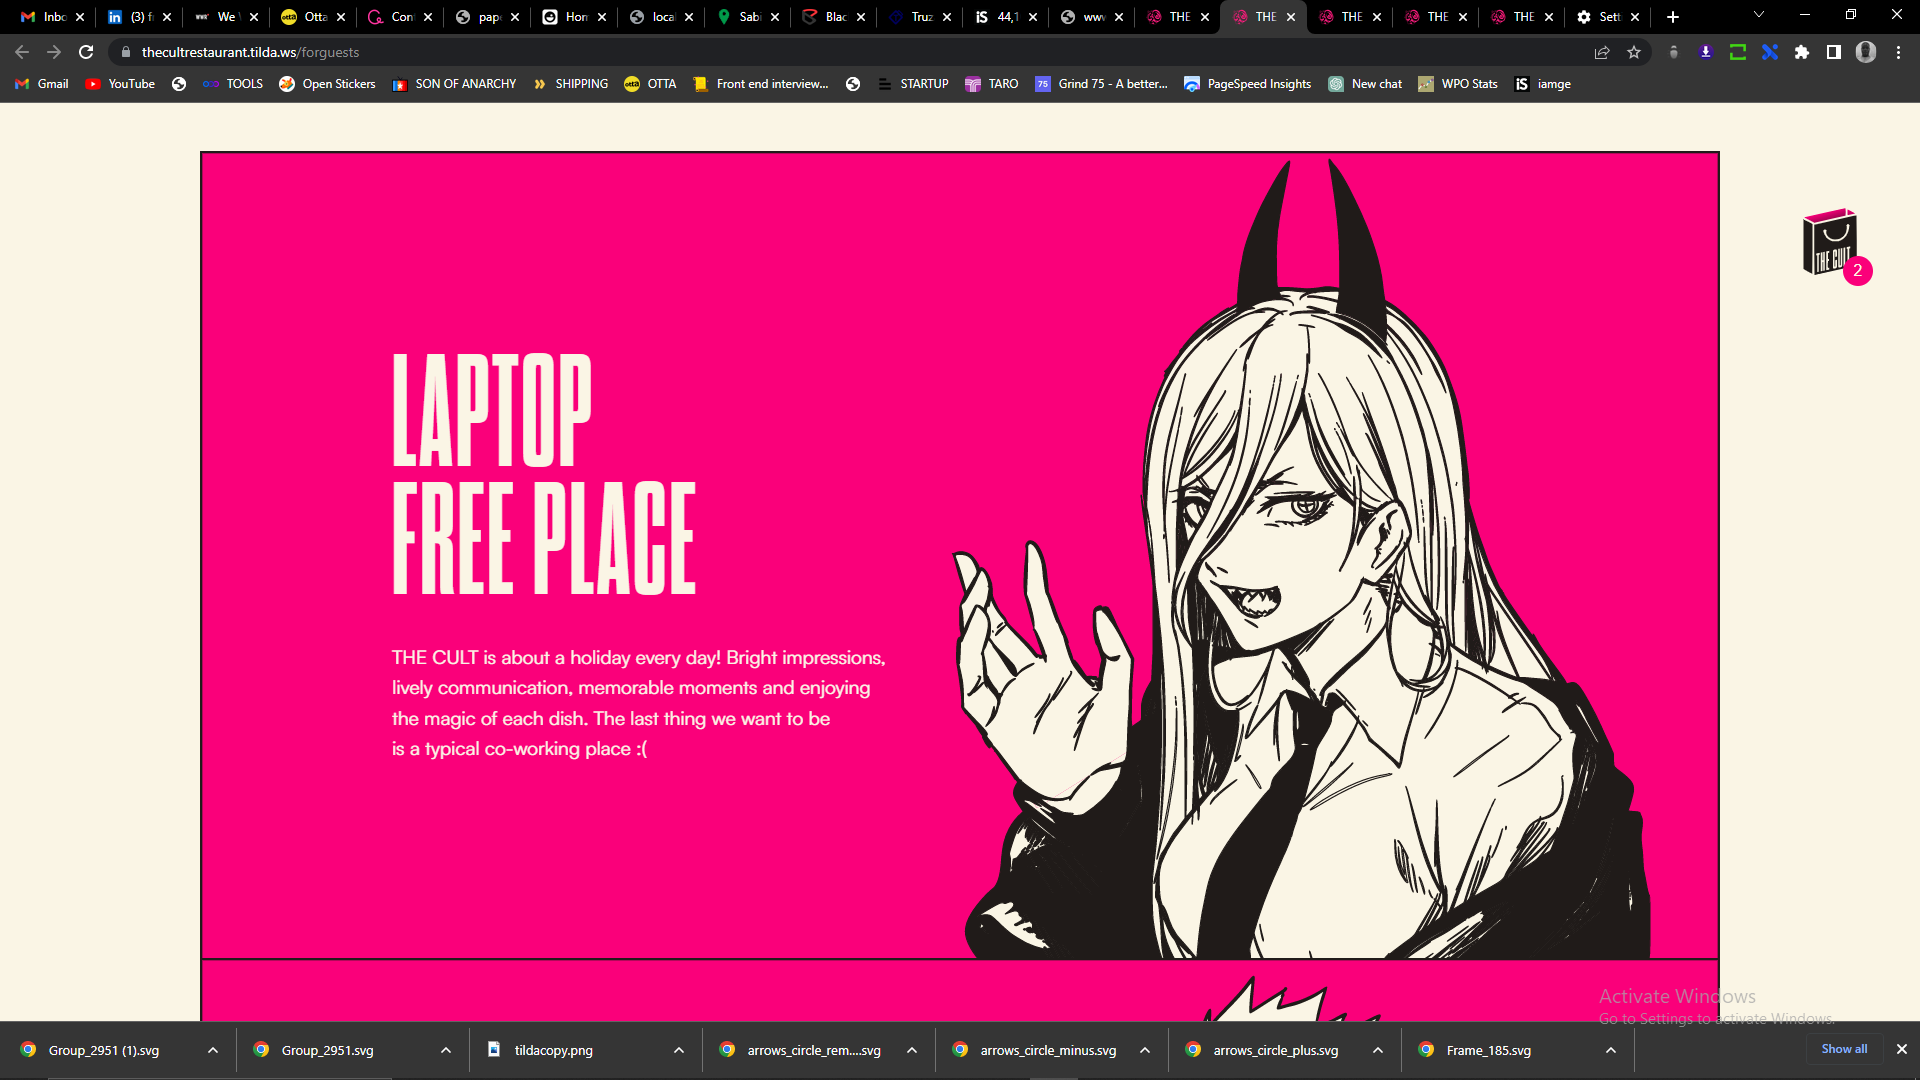 Inbo
(3) f
We
Otta
Con
pap
Hor
loca
Sabi
Blac
Truz
44,1
www
THE
THE
THE
THE
THE
Sett
thecultrestaurant.tilda.ws/forguests
Gmail
YouTube
TOOLS
Open Stickers
SON OF ANARCHY
SHIPPING
OTTA
Front end interview...
STARTUP
TARO
75
Grind 75 - A better...
PageSpeed Insights
New chat
WPO Stats
iamge
THE CULT
2
LAPTOP
FREE PLACE
THE CULT is about a holiday every day! Bright impressions,
lively communication, memorable moments and enjoying
the magic of each dish. The last thing we want to be
is a typical co-working place :(
Activate Windows
Go to Settings to activate Windows.
Group_2951 (1).svg
Group_2951.svg
tildacopy.png
arrows_circle_rem....svg
arrows_circle_minus.svg
arrows_circle_plus.svg
Frame_185.svg
Show all